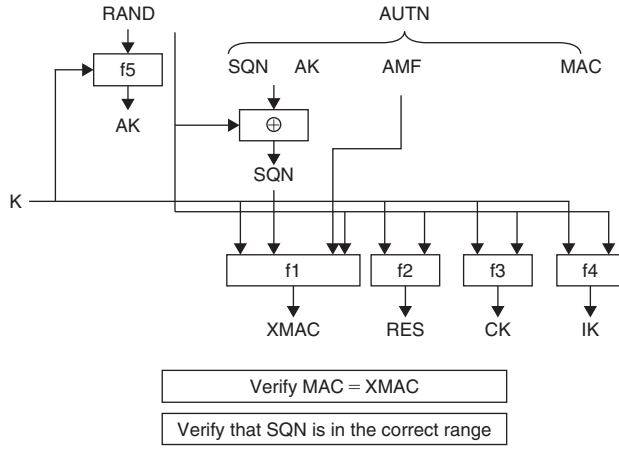 RAND
AUTN
f5
SQN AK AMF MAC
AK
⊕
SQN
K
f1 f2 f3 f4
XMAC RES CK IK
Verify MAC = XMAC
Verify that SQN is in the correct range